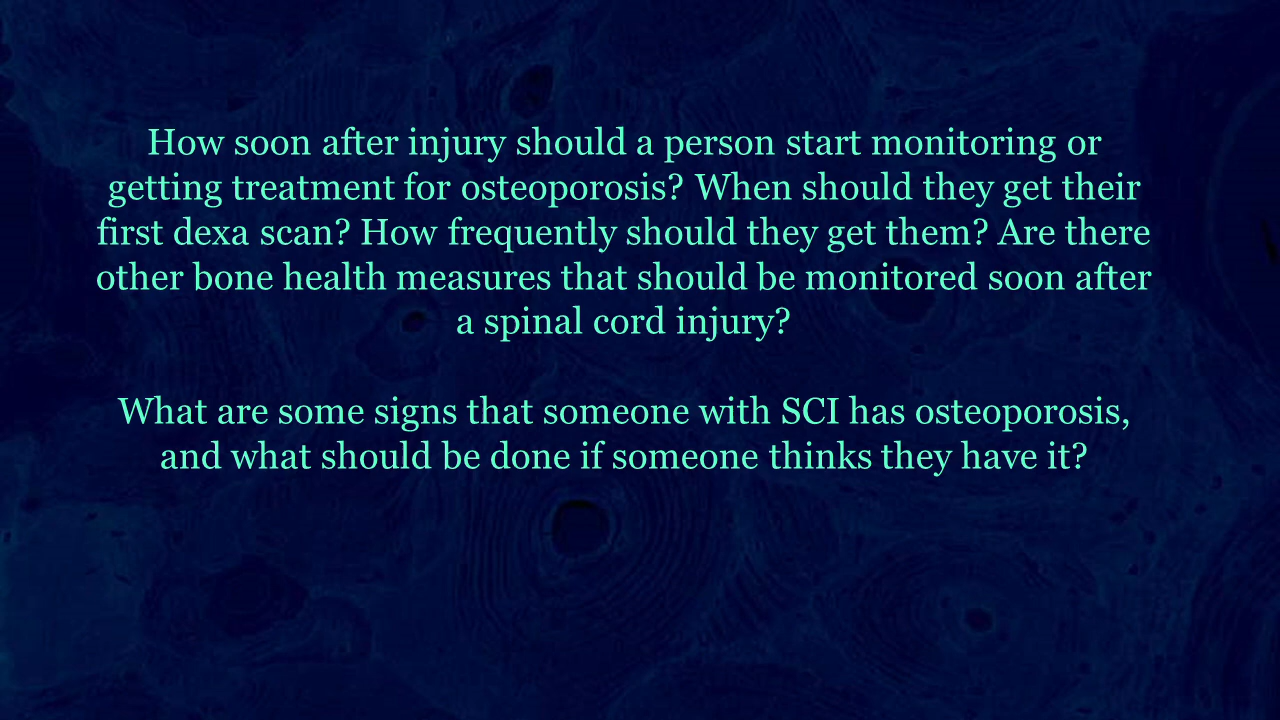 How soon after injury should a person start monitoring or
getting treatment for osteoporosis? When should they get their
first dexa scan? How frequently should they get them? Are there
other bone health measures that should be monitored soon after
a spinal cord injury?
What are some signs that someone with SCI has osteoporosis,
and what should be done if someone thinks they have it?